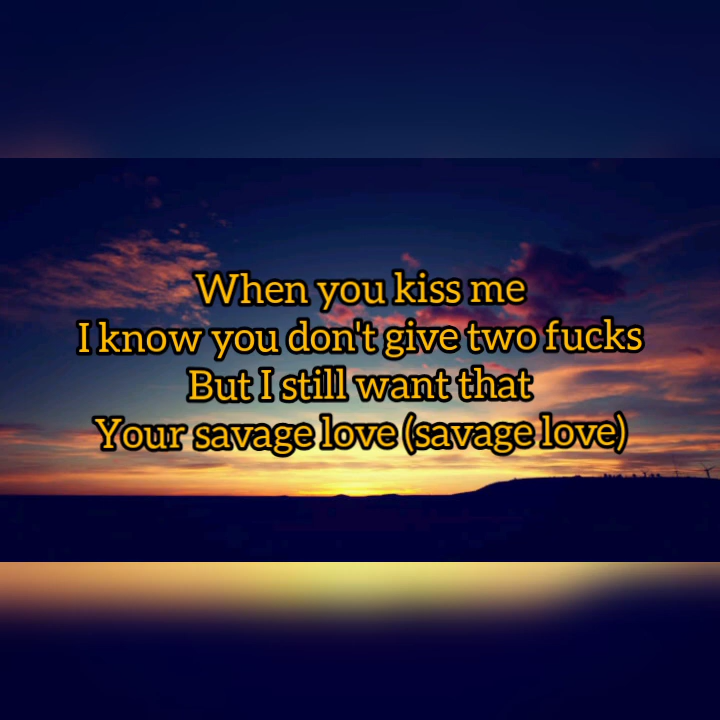 When you kiss me
I know you don't give two fucks
But I still want that
Your savage love (savage love)